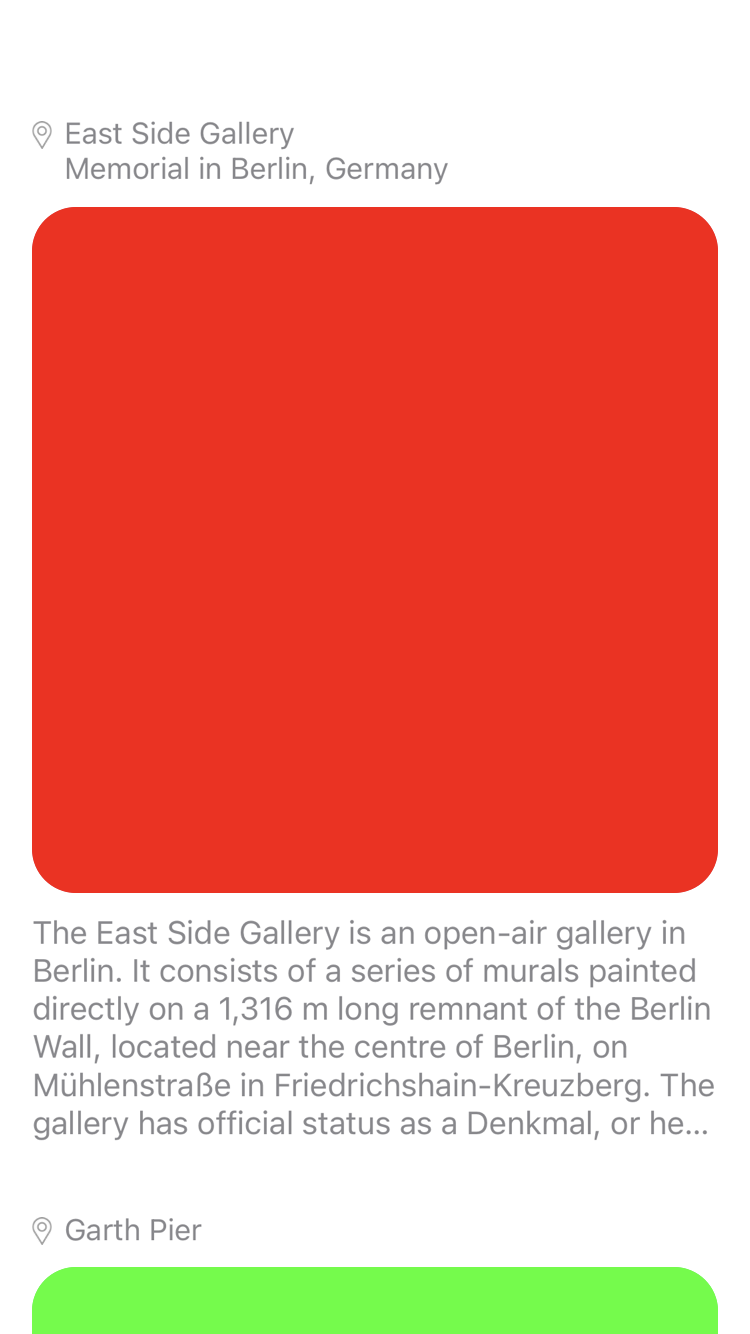 East Side Gallery
Memorial in Berlin, Germany
The East Side Gallery is an open-air gallery in
Berlin. It consists of a series of murals painted
directly on a 1,316 m long remnant of the Berlin
Wall, located near the centre of Berlin, on
Mühlenstraße in Friedrichshain-Kreuzberg. The
gallery has official status as a Denkmal, or he...
Garth Pier